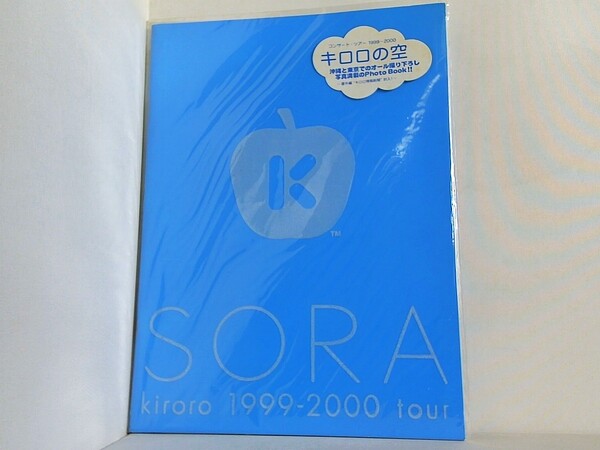 コンサート・ツアー 1999-2000
キロロの空
沖縄と東京でのオール撮り下ろし
写真満載のPhoto Book!!
K
TM
SORA
kiroro 1999-2000 tour